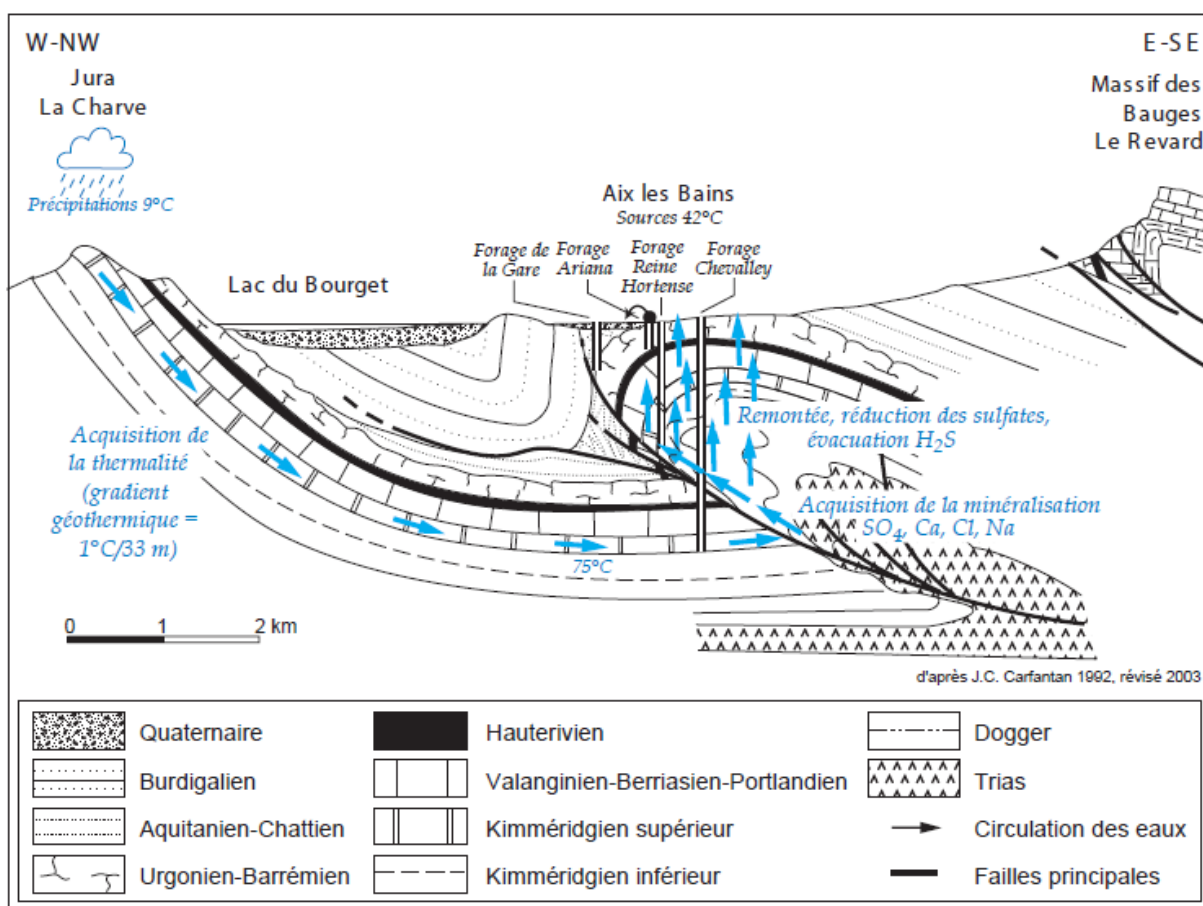 W-NW
E-SE
Jura
La Charve
Massif des
Bauges
Le Revard
Précipitations 9°C
Aix les Bains
Sources 42°C
Forage de
la Gare
Forage
Ariana
Forage
Reine
Hortense
Forage
Chevalley
Lac du Bourget
Acquisition de
la thermalité
(gradient
géothermique =
1°C/33 m)
Remontée, réduction des sulfates,
évacuation H2S
Acquisition de la minéralisation
SO4, Ca, Cl, Na
75°C
0 1 2 km
d'après J.C. Carfantan 1992, révisé 2003
Quaternaire
Burdigalien
Aquitanien-Chattien
Urgonien-Barrémien
Hauterivien
Valanginien-Berriasien-Portlandien
Kimméridgien supérieur
Kimméridgien inférieur
Dogger
Trias
Circulation des eaux
Failles principales